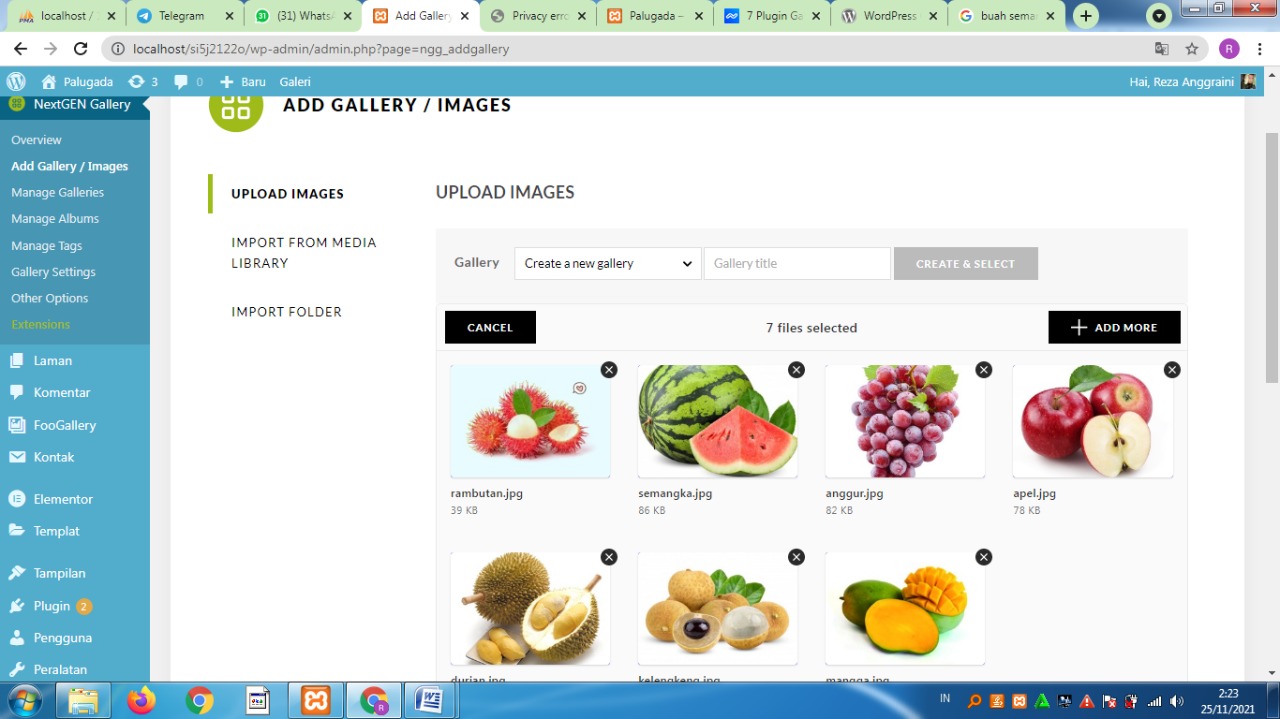 localhost /
Telegram
(31) WhatsA
Add Gallery
Privacy erro
Palugada –
7 Plugin Ga
WordPress
buah sema
localhost/si5j2122o/wp-admin/admin.php?page=ngg_addgallery
R
Palugada
3
0
Baru
Galeri
Hai, Reza Anggraini
NextGEN Gallery
Overview
Add Gallery / Images
Manage Galleries
Manage Albums
Manage Tags
Gallery Settings
Other Options
Extensions
Laman
Komentar
FooGallery
Kontak
Elementor
Templat
Tampilan
Plugin 2
Pengguna
Peralatan
ADD GALLERY / IMAGES
UPLOAD IMAGES
IMPORT FROM MEDIA
LIBRARY
IMPORT FOLDER
UPLOAD IMAGES
Gallery
Create a new gallery
Gallery title
CREATE & SELECT
CANCEL
7 files selected
ADD MORE
rambutan.jpg
39 KB
semangka.jpg
86 KB
anggur.jpg
82 KB
apel.jpg
78 KB
durian.jpg
kelengkeng.jpg
mangga.jpg
IN
2:23
25/11/2021